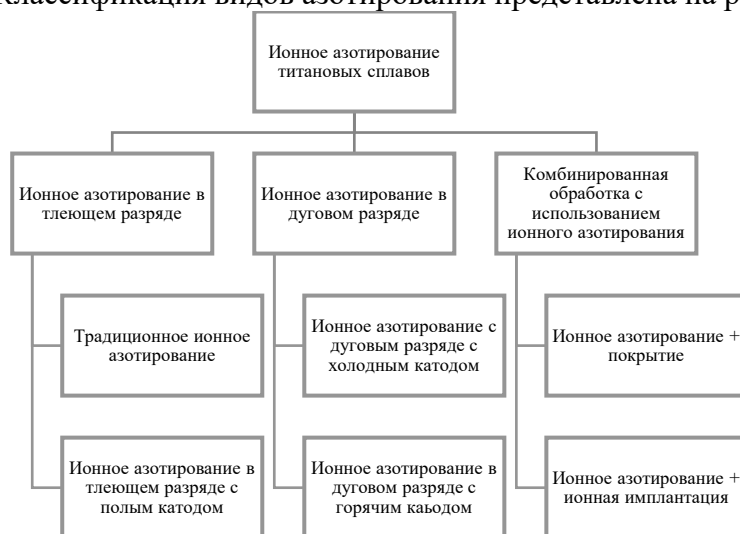 Классификация видов азотирования представлена на р
Ионное азотирование
титановых сплавов
Ионное азотирование в
тлеющем разряде
Ионное азотирование в
дуговом разряде
Комбинированная
обработка с
использованием
ионного азотирования
Традиционное ионное
азотирование
Ионное азотирование с
дуговым разряде с
холодным катодом
Ионное азотирование +
покрытие
Ионное азотирование в
тлеющем разряде с
полым катодом
Ионное азотирование в
дуговом разряде с
горячим каьодом
Ионное азотирование +
ионная имплантация